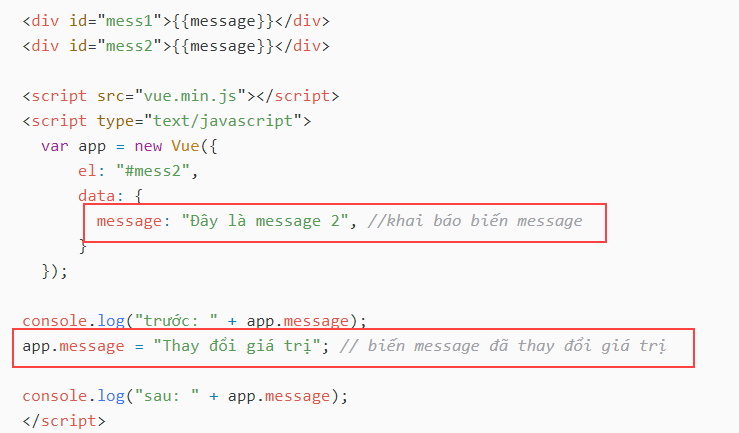 <div id="mess1">{{message}}</div>
<div id="mess2">{{message}}</div>

<script src="vue.min.js"></script>
<script type="text/javascript">
  var app = new Vue({
      el: "#mess2",
      data: {
        message: "Đây là message 2", //khai báo biến message
      }
  });

console.log("trước: " + app.message);
app.message = "Thay đổi giá trị"; // biến message đã thay đổi giá trị

console.log("sau: " + app.message);
</script>